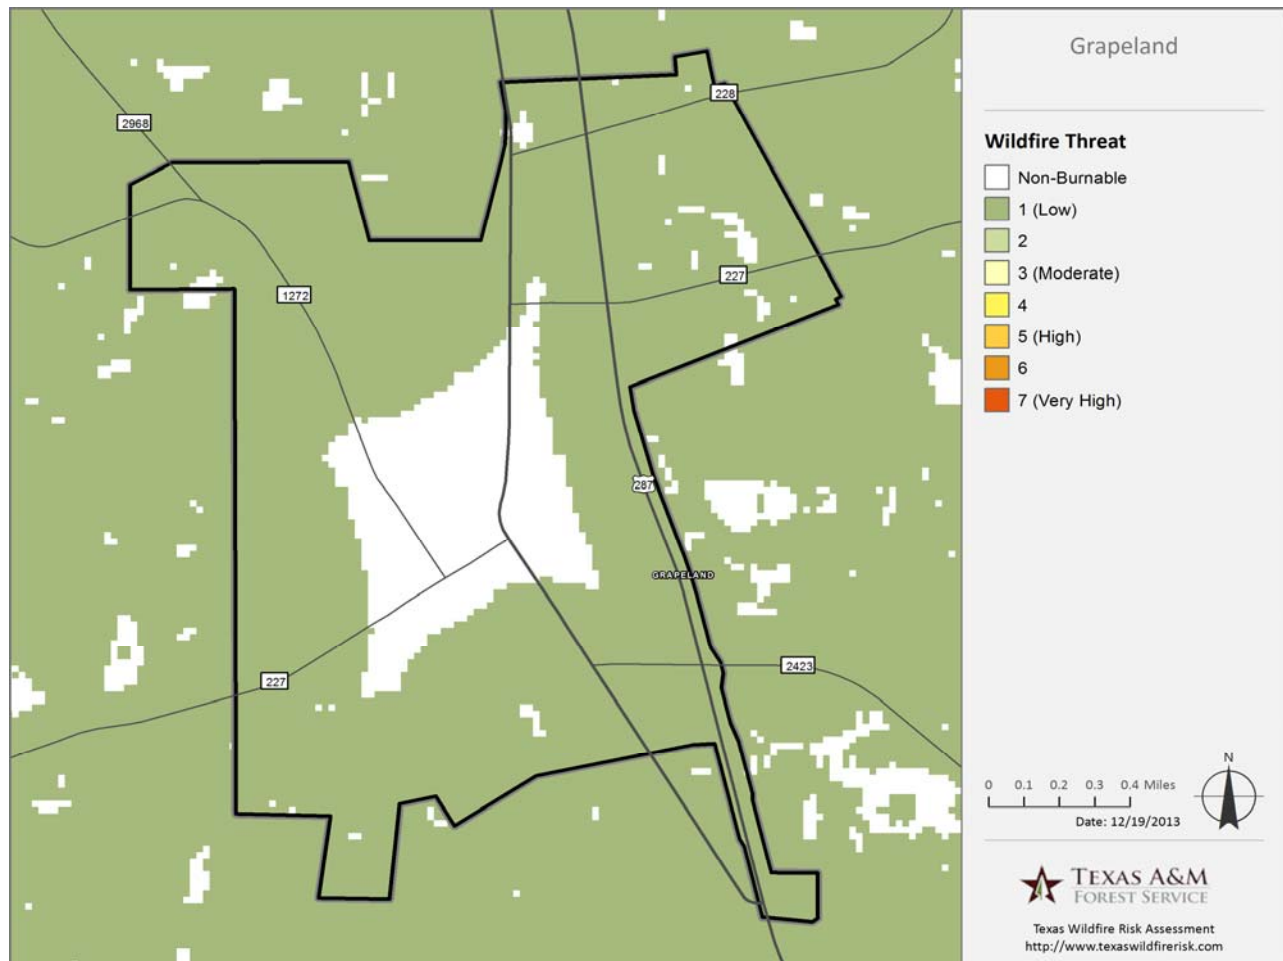 Grapeland
Wildfire Threat
Non-Burnable
1 (Low)
2
3 (Moderate)
4
5 (High)
6
7 (Very High)
2968
228
1272
227
287
GRAPELAND
2423
227
N
0 0.1 0.2 0.3 0.4 Miles
Date: 12/19/2013
TEXAS A&M
FOREST SERVICE
Texas Wildfire Risk Assessment
http://www.texaswildfirerisk.com